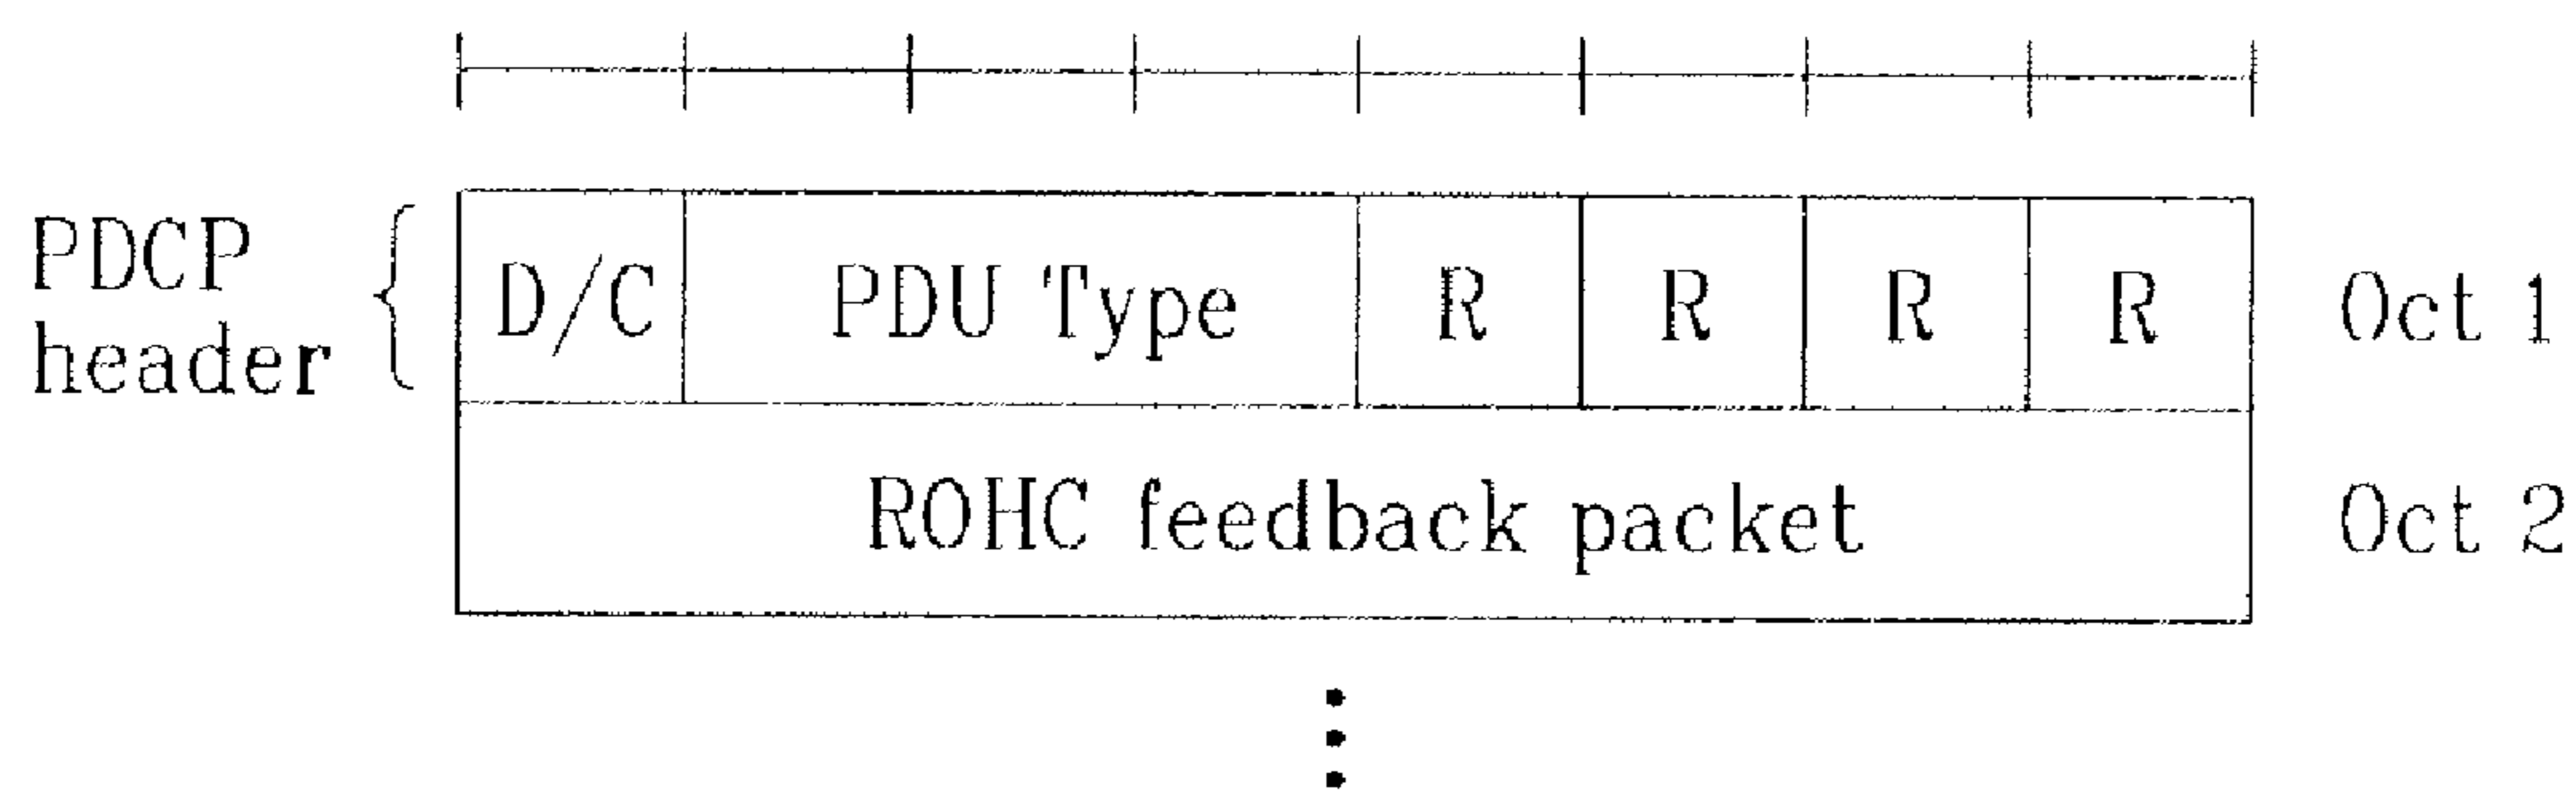 PDCP
header
D/C PDU Type R R R R Oct 1
ROHC feedback packet Oct 2